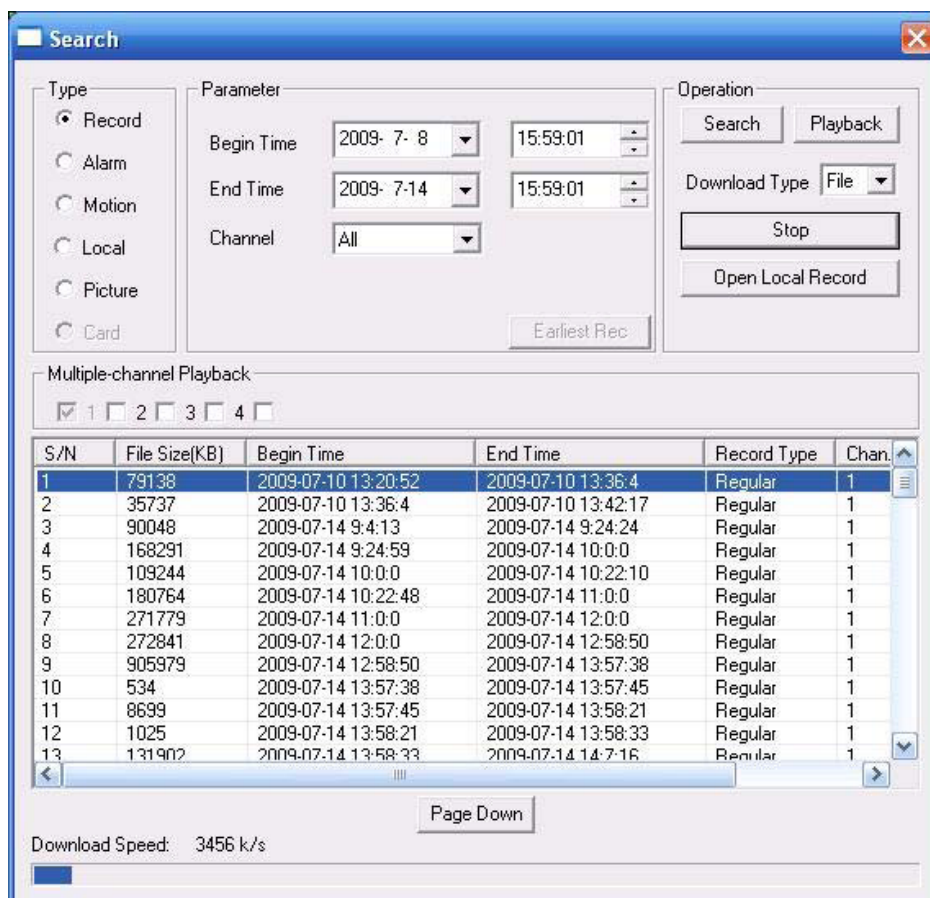 Search
Type
Record
Alarm
Motion
Local
Picture
Card
Parameter
Begin Time 2009- 7- 8 15:59:01
End Time 2009- 7-14 15:59:01
Channel All
Earliest Rec
Operation
Search Playback
Download Type File
Stop
Open Local Record
Multiple-channel Playback
1 2 3 4
S/N File Size(KB) Begin Time End Time Record Type Chan.
1 79138 2009-07-10 13:20:52 2009-07-10 13:36:4 Regular 1
2 35737 2009-07-10 13:36:4 2009-07-10 13:42:17 Regular 1
3 90048 2009-07-14 9:4:13 2009-07-14 9:24:24 Regular 1
4 168291 2009-07-14 9:24:59 2009-07-14 10:0:0 Regular 1
5 109244 2009-07-14 10:0:0 2009-07-14 10:22:10 Regular 1
6 180764 2009-07-14 10:22:48 2009-07-14 11:0:0 Regular 1
7 271779 2009-07-14 11:0:0 2009-07-14 12:0:0 Regular 1
8 272841 2009-07-14 12:0:0 2009-07-14 12:58:50 Regular 1
9 905979 2009-07-14 12:58:50 2009-07-14 13:57:38 Regular 1
10 534 2009-07-14 13:57:38 2009-07-14 13:57:45 Regular 1
11 8699 2009-07-14 13:57:45 2009-07-14 13:58:21 Regular 1
12 1025 2009-07-14 13:58:21 2009-07-14 13:58:33 Regular 1
13 131902 2009-07-14 13:58:33 2009-07-14 14:7:16 Regular 1
Page Down
Download Speed: 3456 k/s